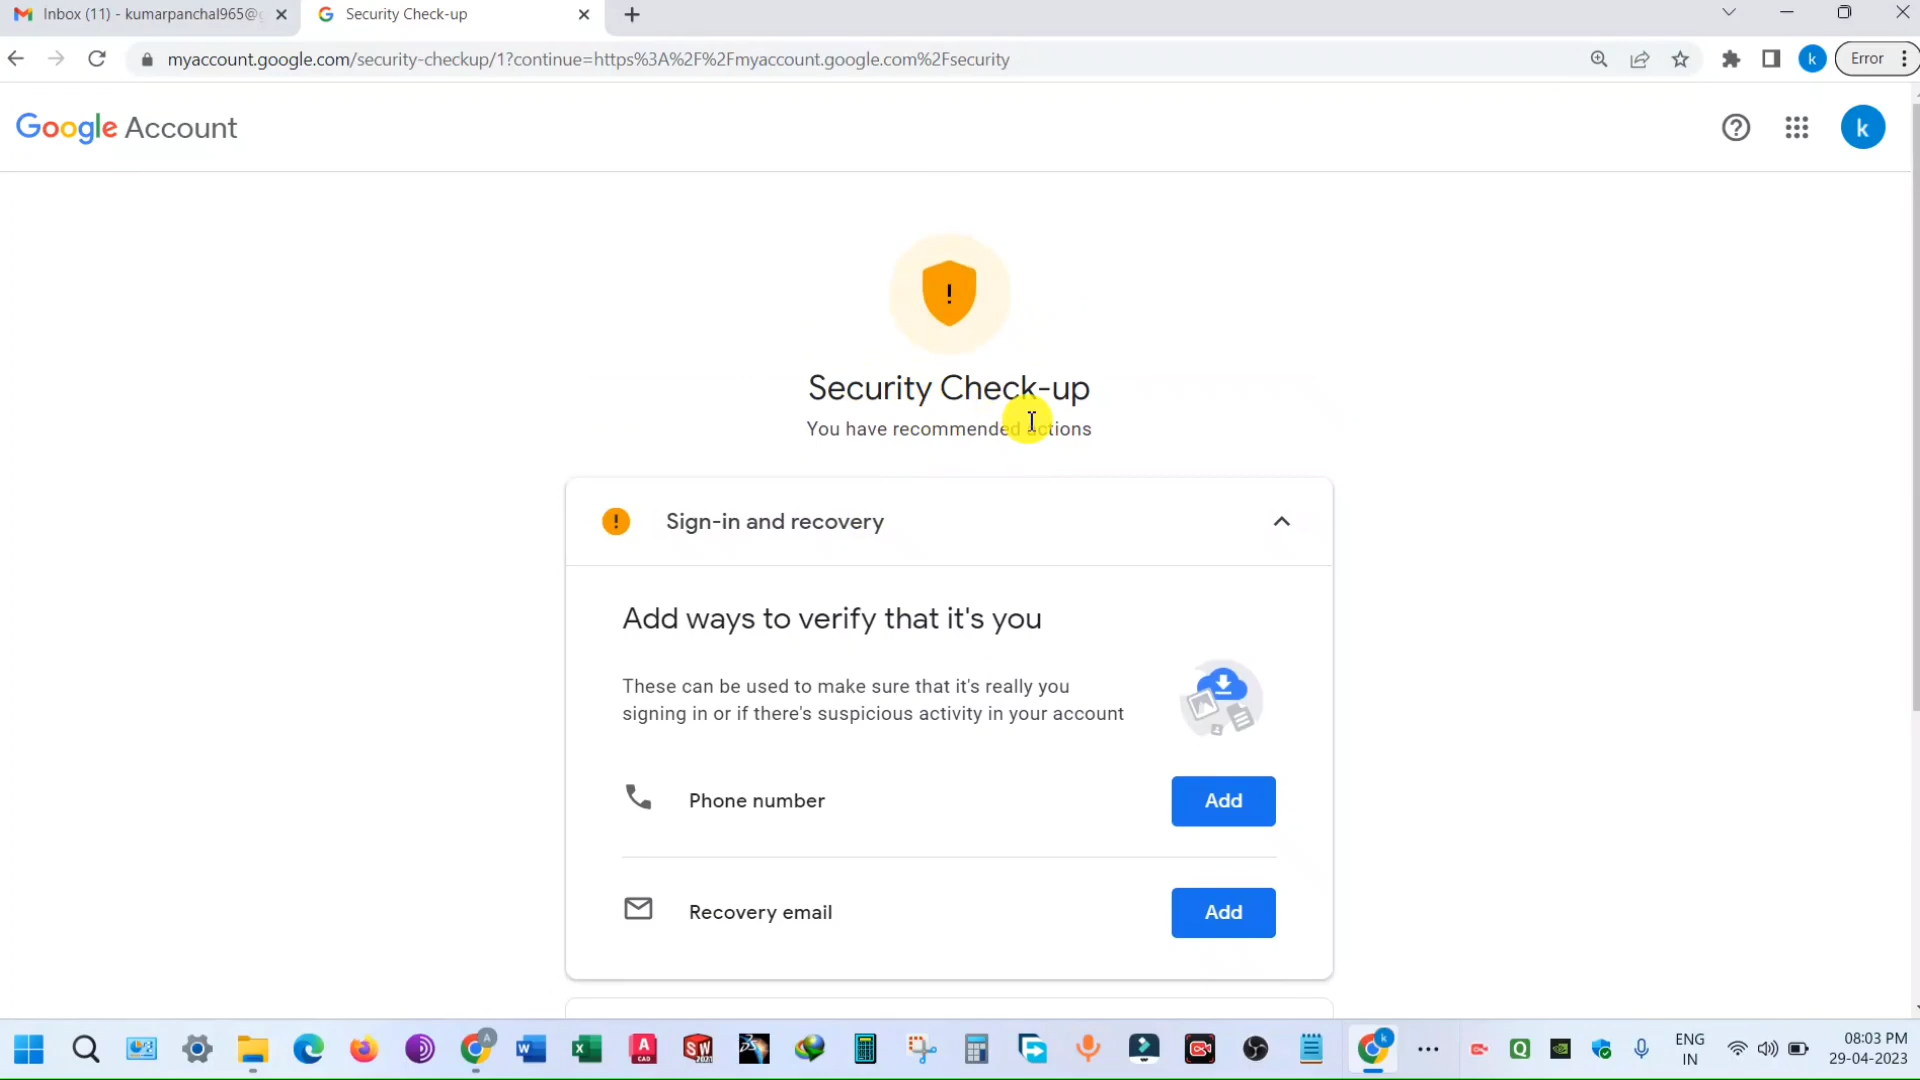 Inbox (11) - kumarpanchal965@
Security Check-up
myaccount.google.com/security-checkup/1?continue=https%3A%2F%2Fmyaccount.google.com%2Fsecurity
k
Error
Google Account
k
!
Security Check-up
You have recommended actions
!
Sign-in and recovery
Add ways to verify that it's you
These can be used to make sure that it's really you
signing in or if there's suspicious activity in your account
Phone number
Add
Recovery email
Add
ENG
IN
08:03 PM
29-04-2023